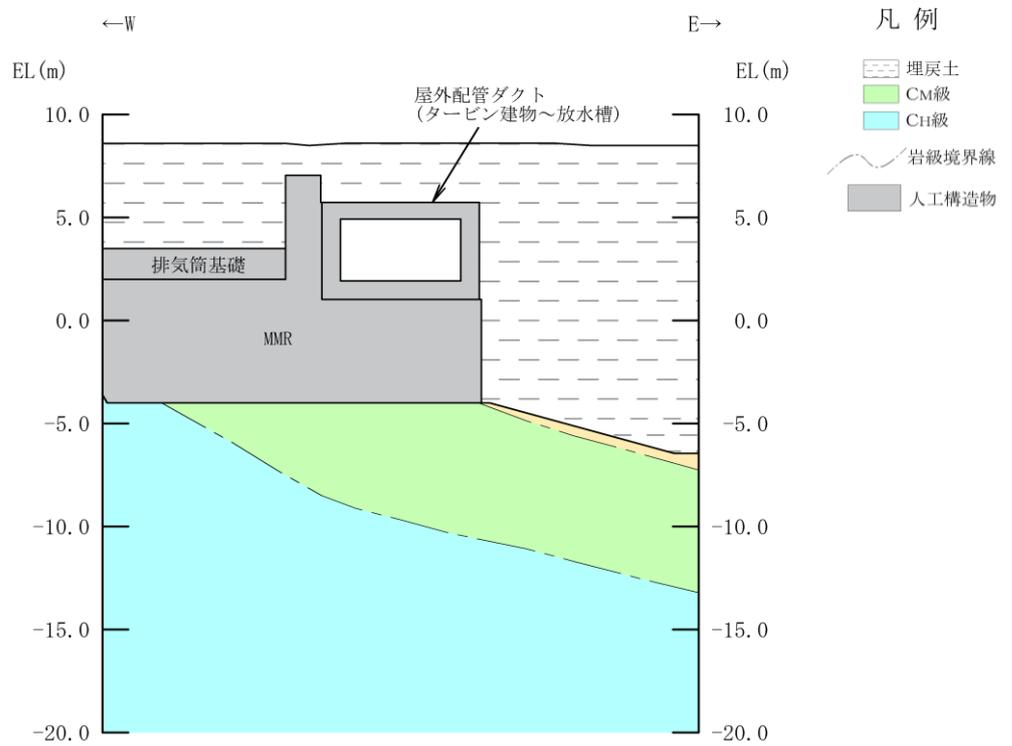 ←W
E→
EL(m)
EL(m)
10.0
5.0
0.0
−5.0
−10.0
−15.0
−20.0
10.0
5.0
0.0
−5.0
−10.0
−15.0
−20.0
屋外配管ダクト
(タービン建物～放水槽)
排気筒基礎
MMR
凡 例
埋戻土
CM級
CH級
岩級境界線
人工構造物